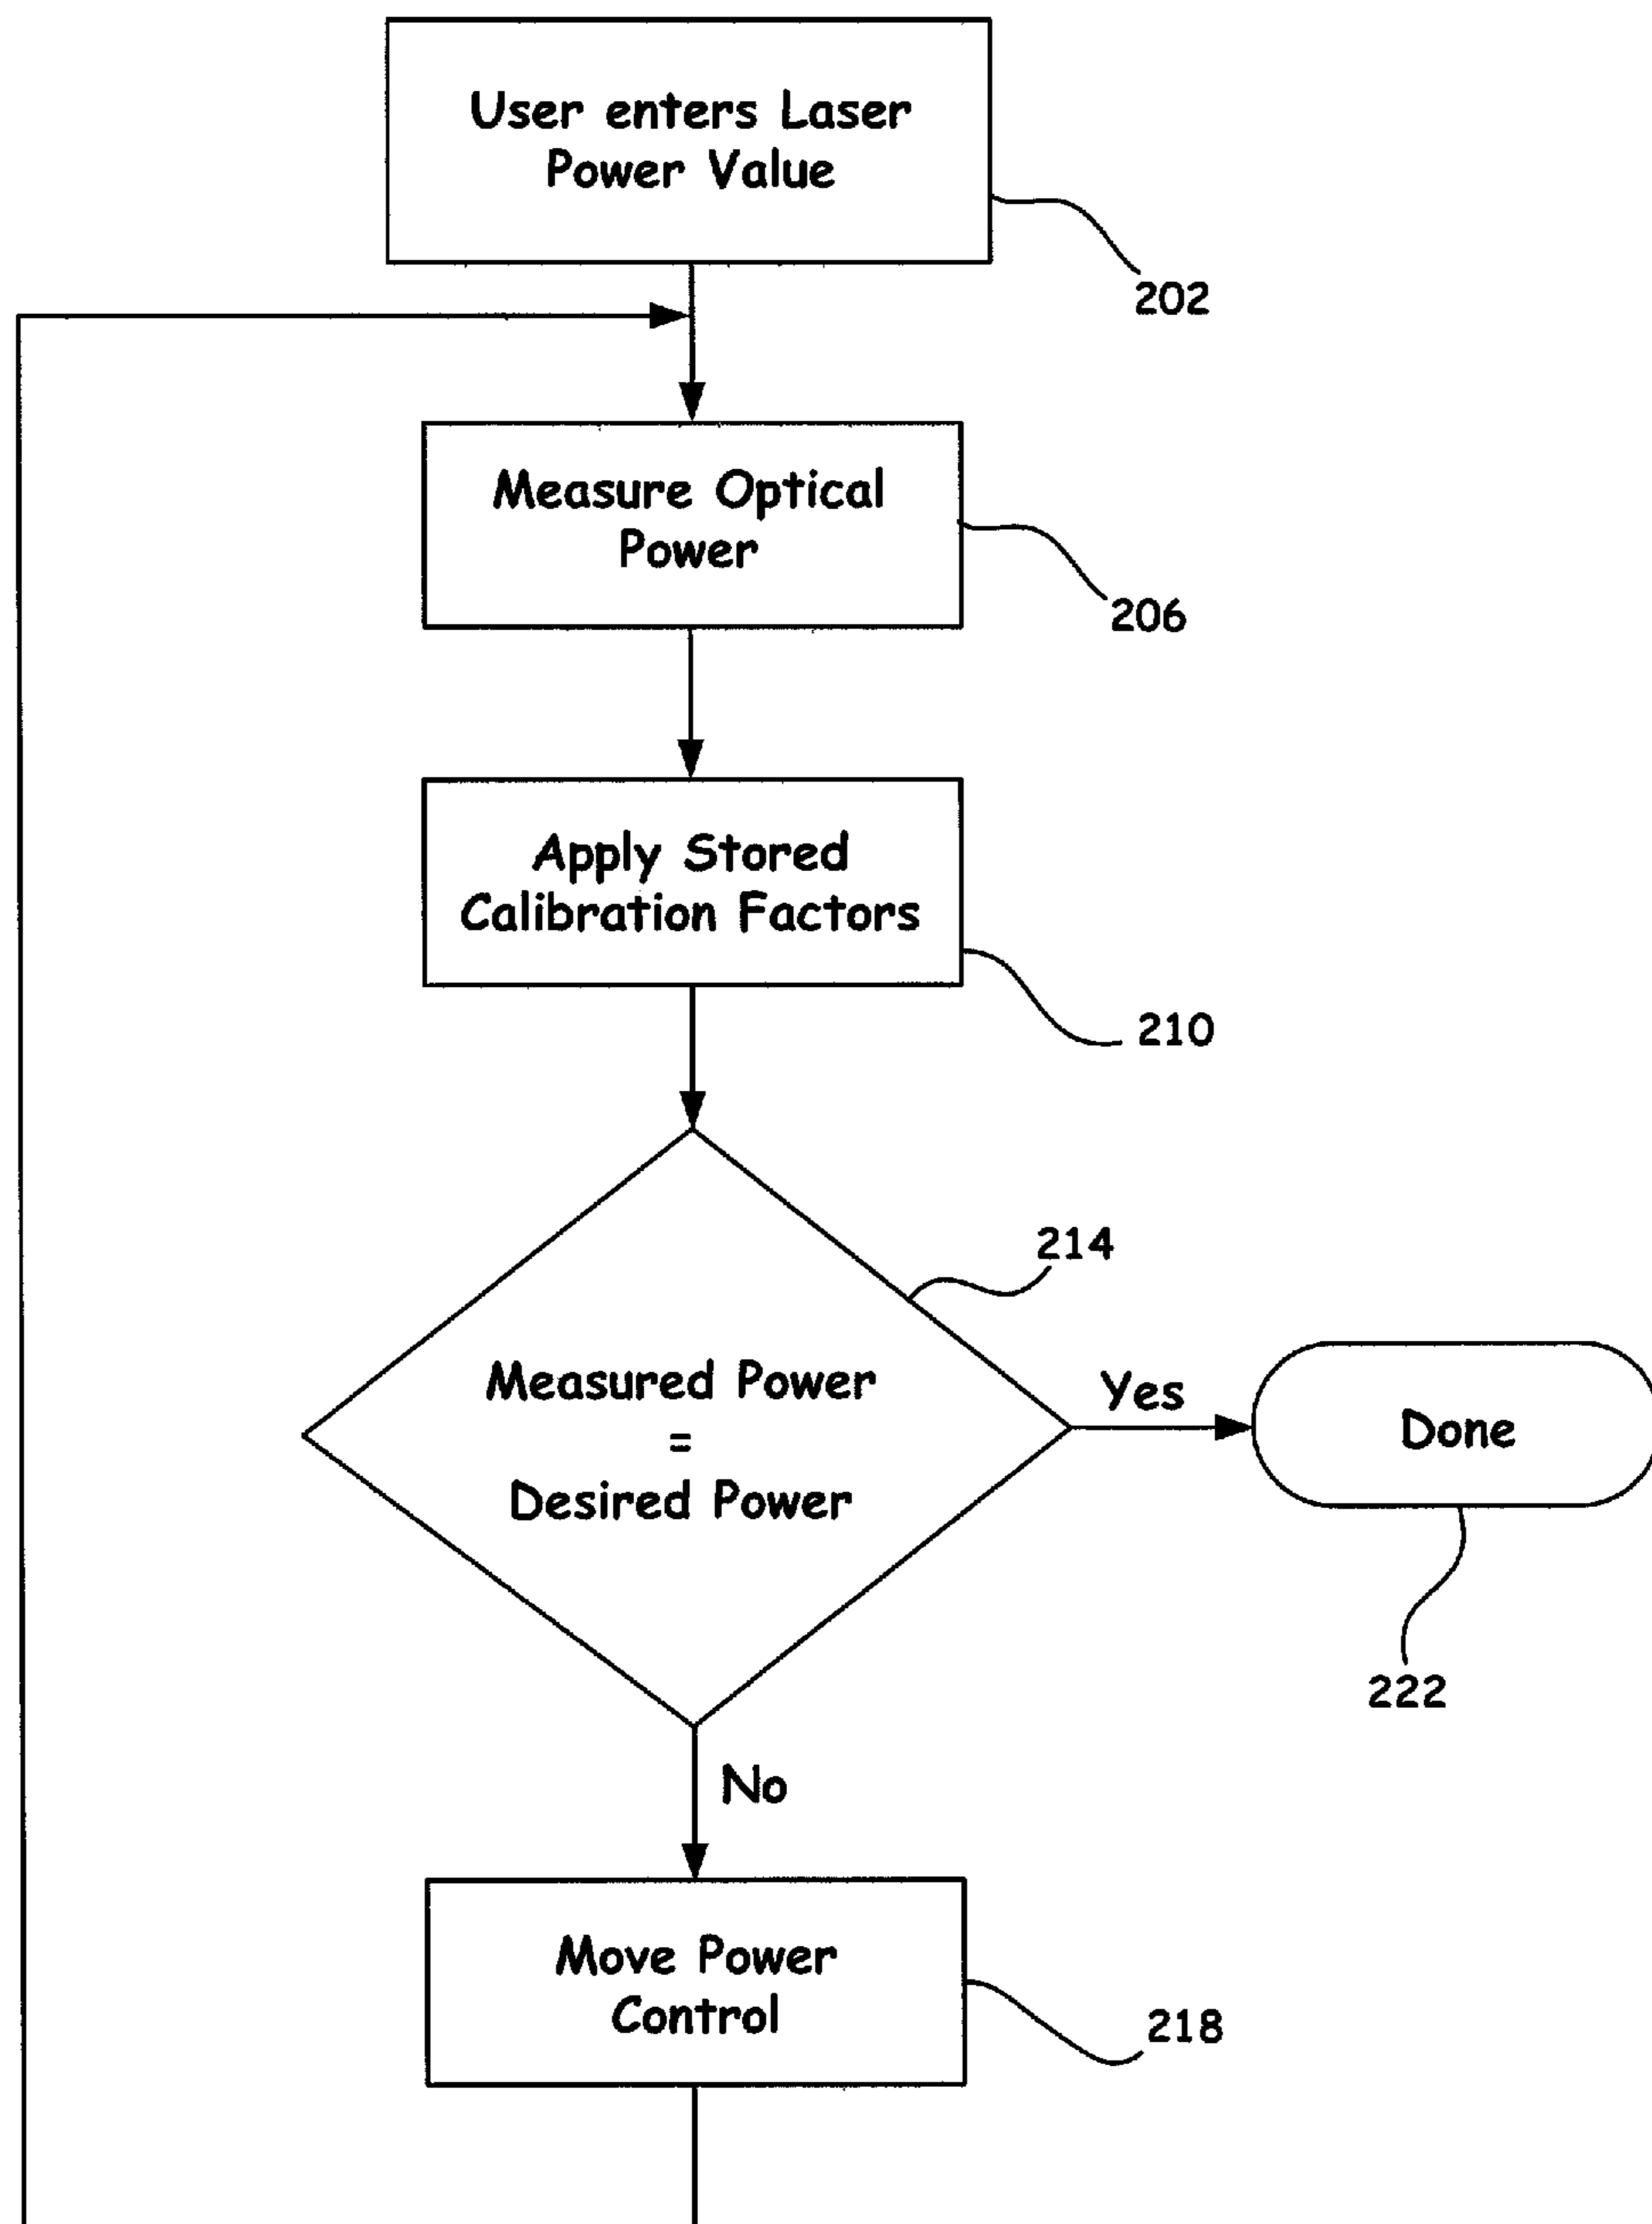 User enters Laser
Power Value
202
Measure Optical
Power
206
Apply Stored
Calibration Factors
210
214
Measured Power
=
Desired Power
Yes
Done
222
No
Move Power
Control
218